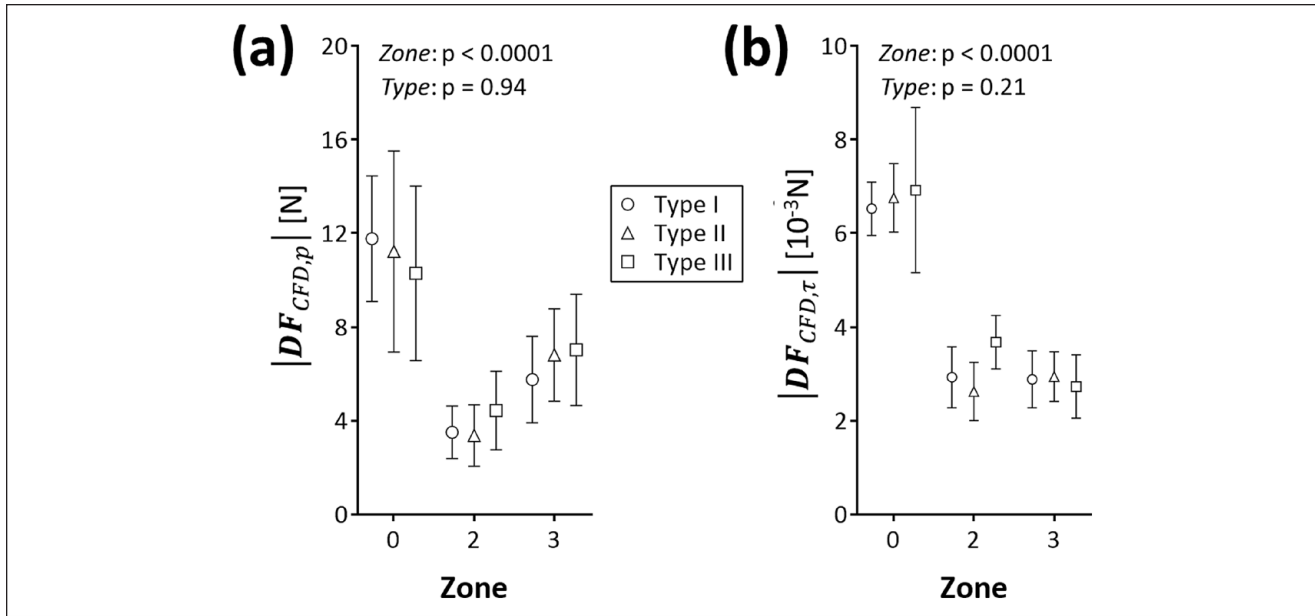 (a)
20
16
12
8
4
0
|DF_CFD,p| [N]
Zone: p < 0.0001
Type: p = 0.94
0 2 3
Zone
Type I
Type II
Type III
(b)
10
8
6
4
2
0
|DF_CFD,τ| [10⁻³N]
Zone: p < 0.0001
Type: p = 0.21
0 2 3
Zone